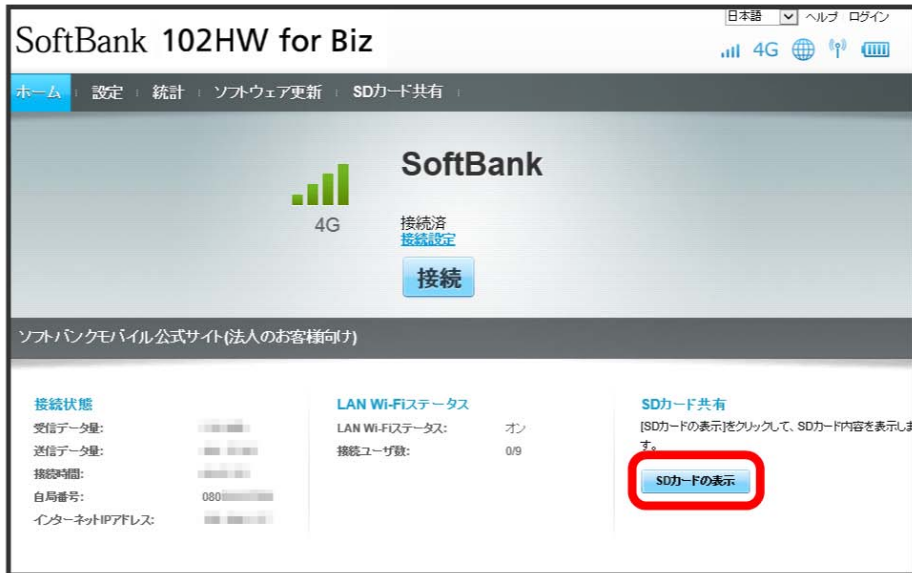 日本語 ヘルプ ログイン
SoftBank 102HW for Biz
4G
ホーム 設定 統計 ソフトウェア更新 SDカード共有
SoftBank
4G
接続済
接続設定
接続
ソフトバンクモバイル公式サイト(法人のお客様向け)
接続状態
受信データ量:
送信データ量:
接続時間:
自局番号: 080
インターネットIPアドレス:
LAN Wi-Fiステータス
LAN Wi-Fiステータス: オン
接続ユーザ数: 0/9
SDカード共有
[SDカードの表示]をクリックして、SDカード内容を表示しま
す。
SDカードの表示